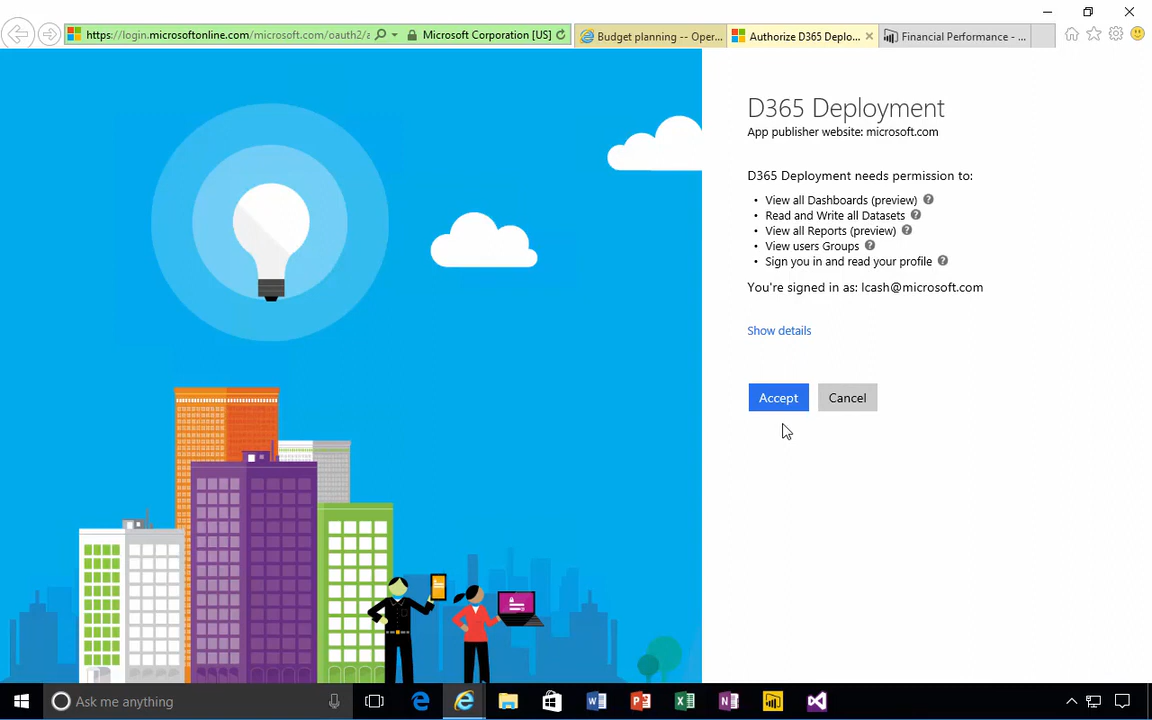 https://login.microsoftonline.com/microsoft.com/oauth2/a
Microsoft Corporation [US]
Budget planning -- Oper...
Authorize D365 Deplo...
Financial Performance - ...
D365 Deployment
App publisher website: microsoft.com
D365 Deployment needs permission to:
• View all Dashboards (preview) ?
• Read and Write all Datasets ?
• View all Reports (preview) ?
• View users Groups ?
• Sign you in and read your profile ?
You're signed in as: lcash@microsoft.com
Show details
Accept Cancel
Ask me anything